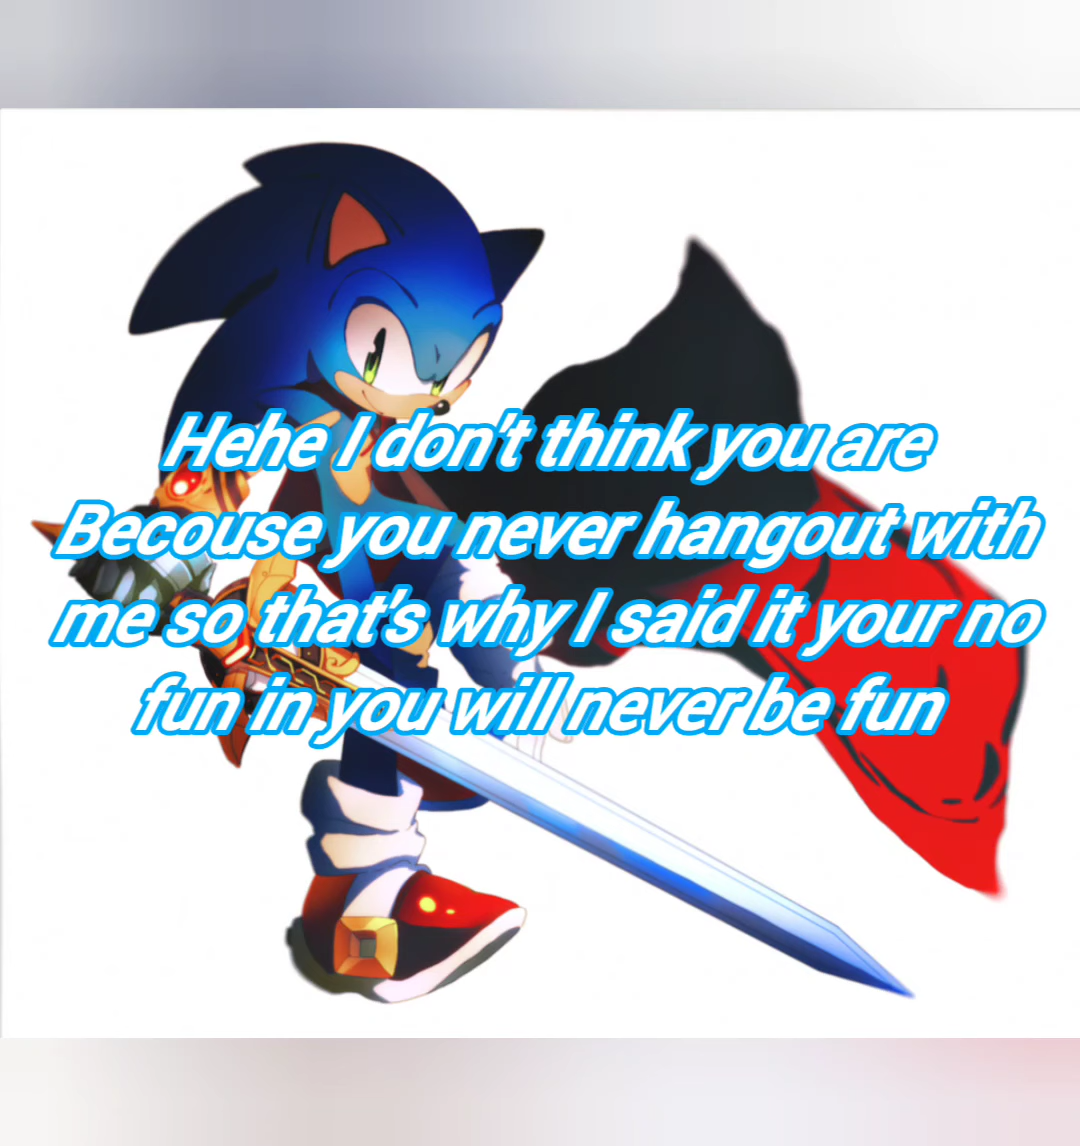 Hehe I don't think you are
Becouse you never hangout with
me so that's why I said it your no
fun in you will never be fun